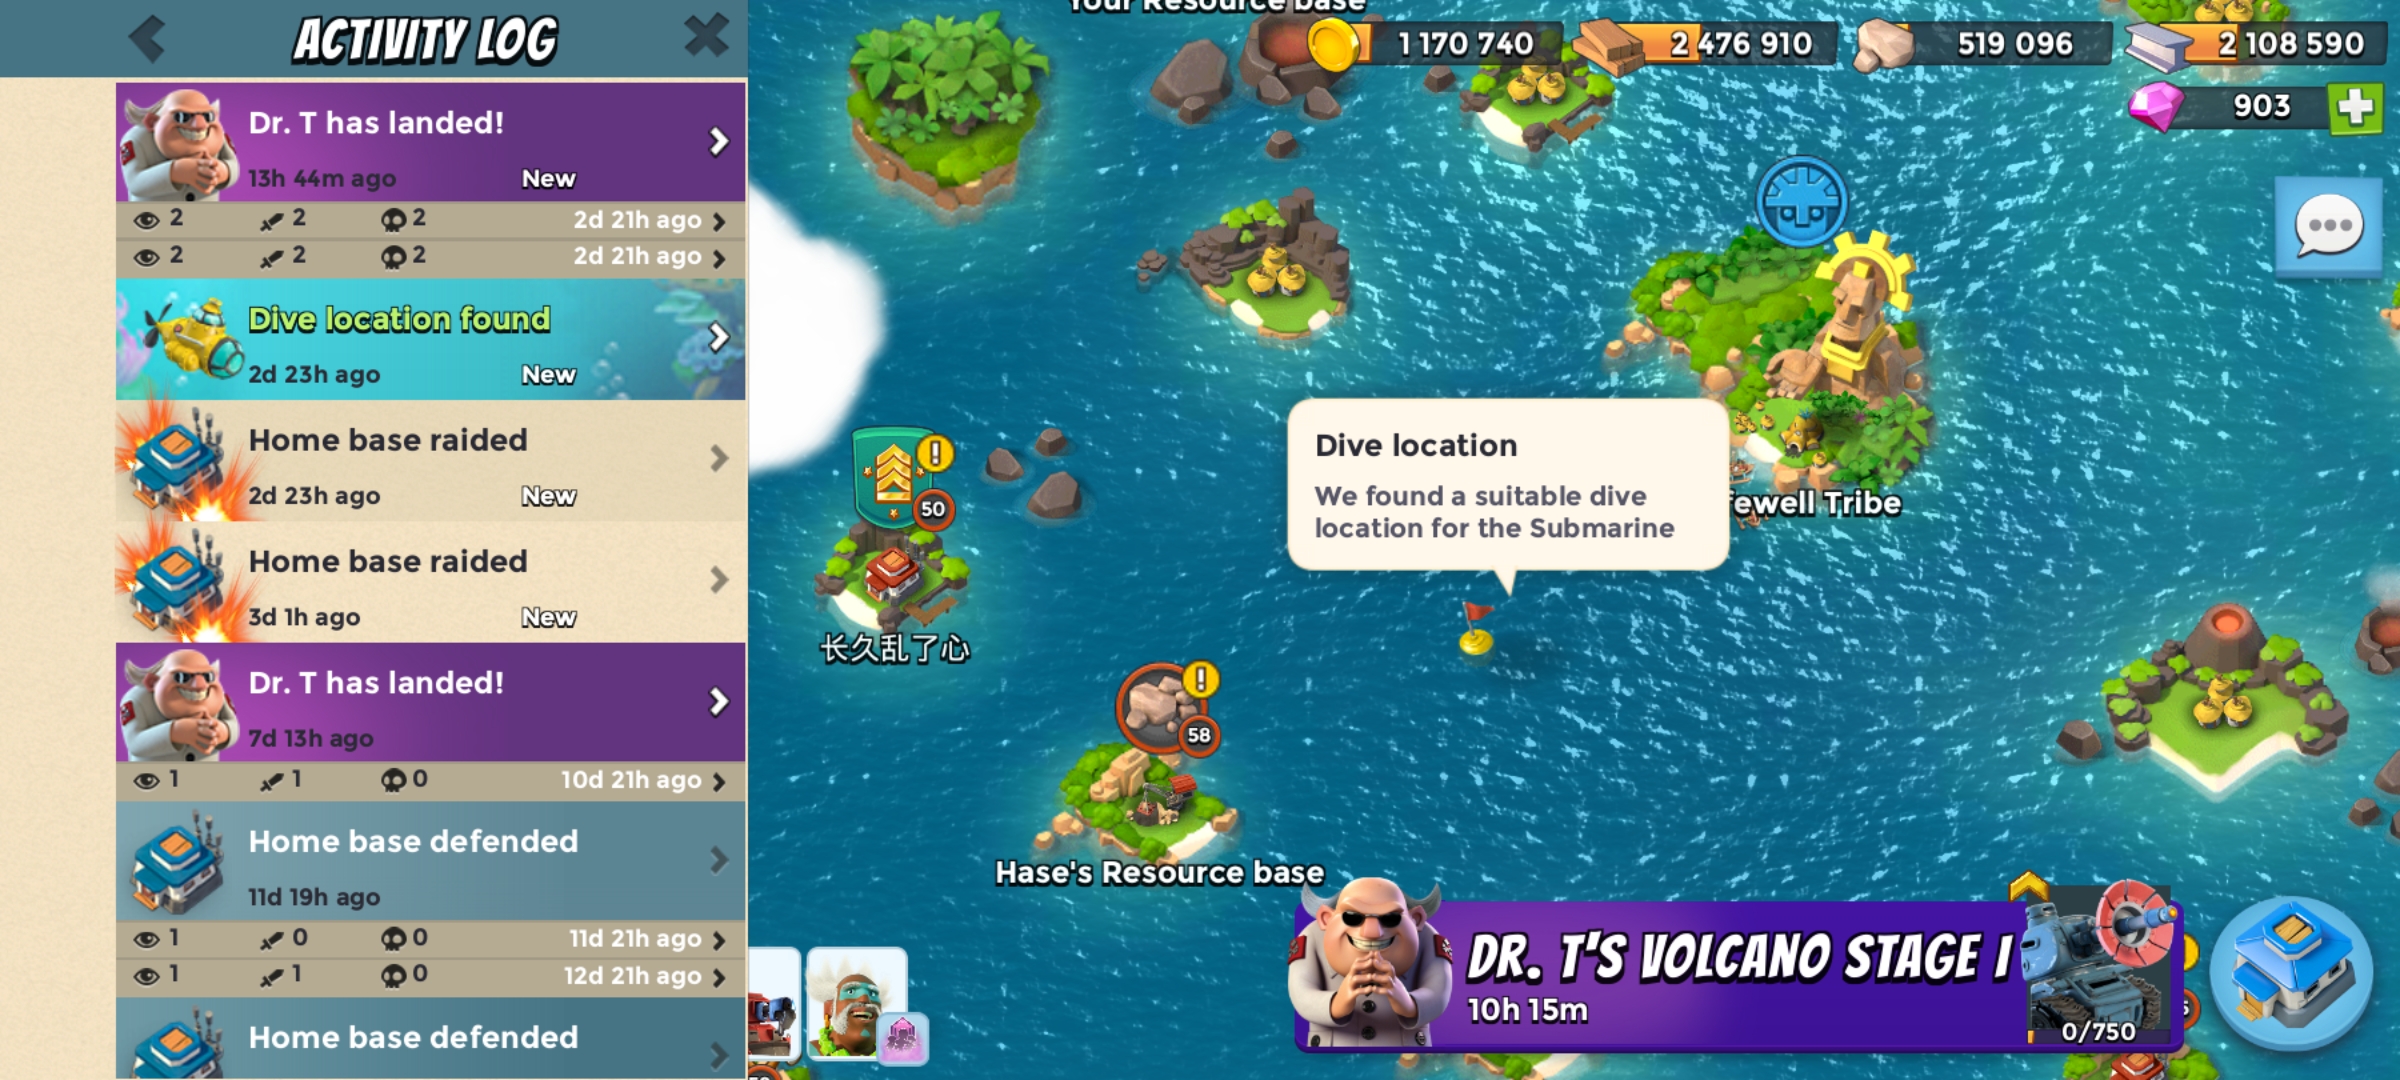 ACTIVITY LOG
Dr. T has landed!
13h 44m ago
New
2 2 2 2d 21h ago
2 2 2 2d 21h ago
Dive location found
2d 23h ago
New
Home base raided
2d 23h ago
New
Home base raided
3d 1h ago
New
Dr. T has landed!
7d 13h ago
1 1 0 10d 21h ago
Home base defended
11d 19h ago
1 0 0 11d 21h ago
1 1 0 12d 21h ago
Home base defended
Your Resource base
1 170 740
2 476 910
519 096
2 108 590
903
Dive location
We found a suitable dive
location for the Submarine
ewell Tribe
50
长久乱了心
58
Hase's Resource base
DR. T'S VOLCANO STAGE I
10h 15m
0/750